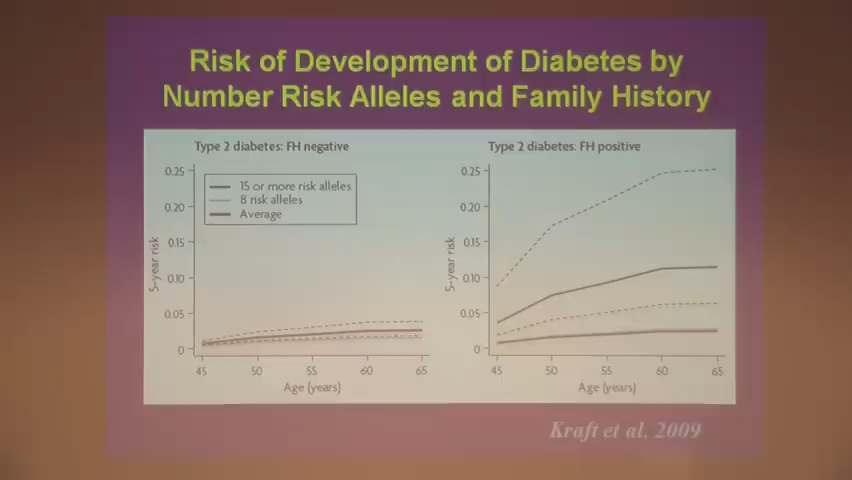 Risk of Development of Diabetes by
Number Risk Alleles and Family History
Type 2 diabetes: FH negative
0.25
0.20
0.15
0.10
0.05
0
5-year risk
15 or more risk alleles
8 risk alleles
Average
45 50 55 60 65
Age (years)
Type 2 diabetes: FH positive
0.25
0.20
0.15
0.10
0.05
0
5-year risk
45 50 55 60 65
Age (years)
Kraft et al, 2009